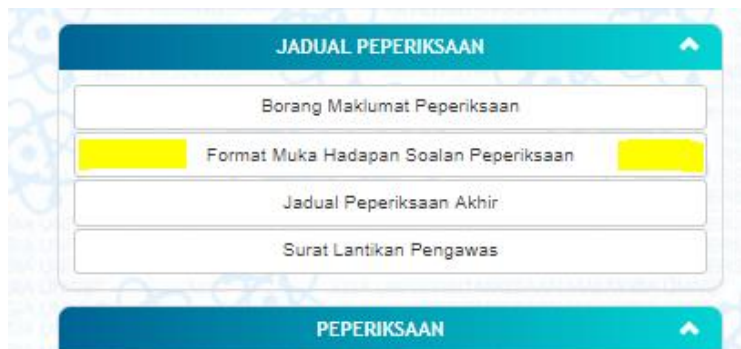 JADUAL PEPERIKSAAN
Borang Maklumat Peperiksaan
Format Muka Hadapan Soalan Peperiksaan
Jadual Peperiksaan Akhir
Surat Lantikan Pengawas
PEPERIKSAAN